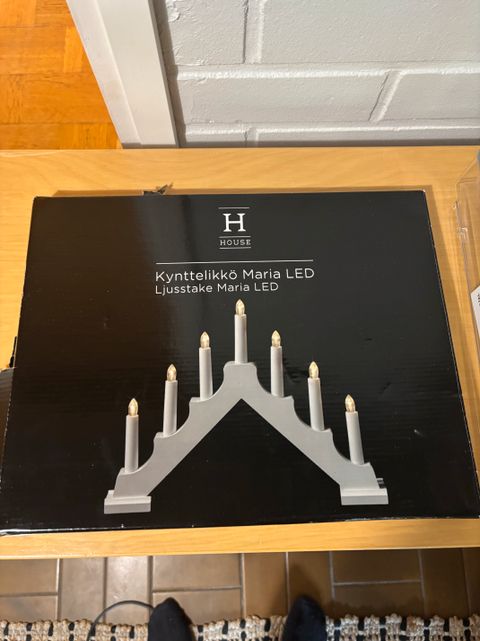 H
HOUSE
Kynttelikkö Maria LED
Ljusstake Maria LED